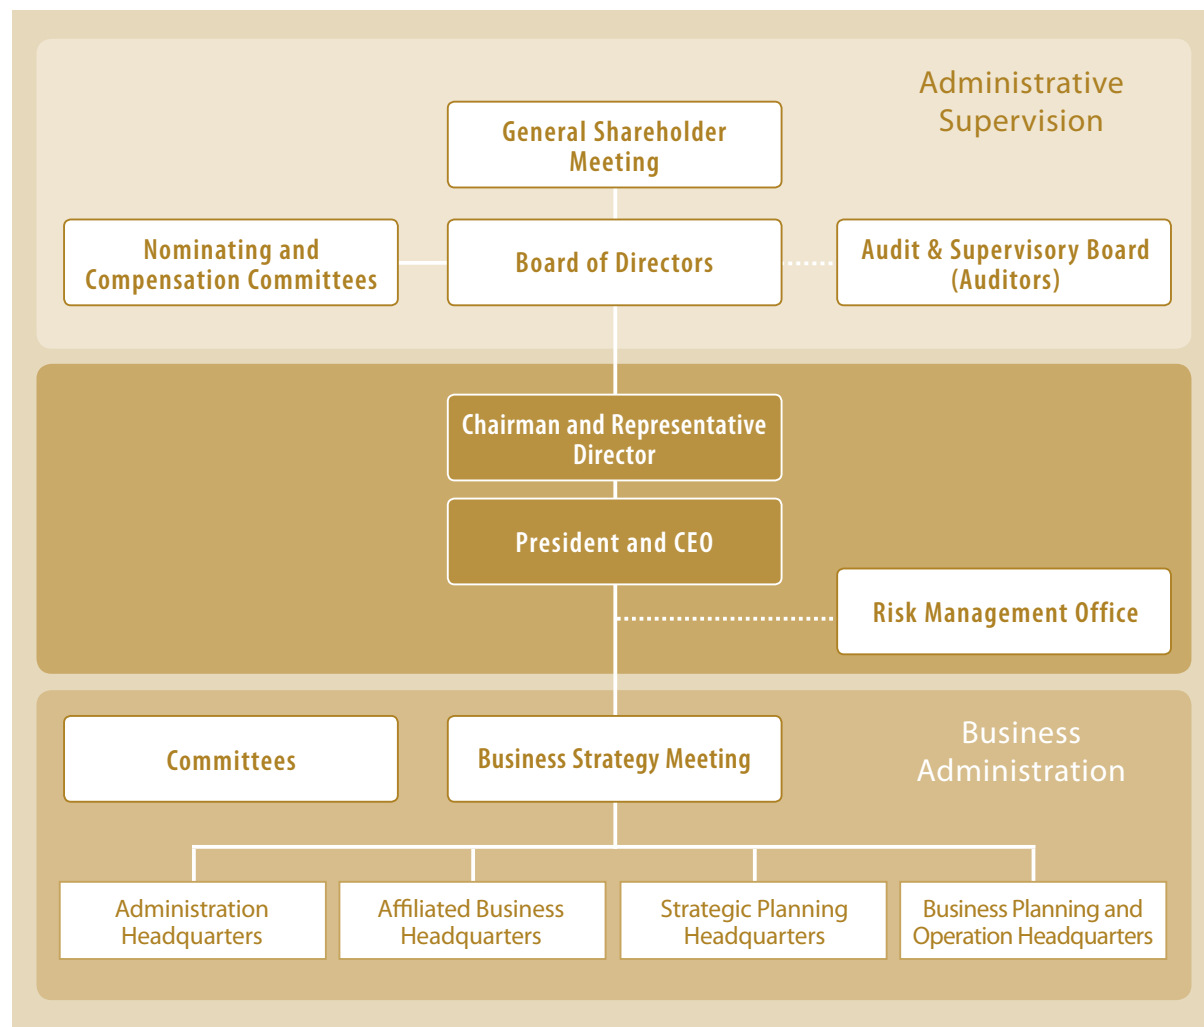 Administrative
Supervision
General Shareholder
Meeting
Nominating and
Compensation Committees
Board of Directors
Audit & Supervisory Board
(Auditors)
Chairman and Representative
Director
President and CEO
Risk Management Office
Committees
Business Strategy Meeting
Business
Administration
Administration
Headquarters
Affiliated Business
Headquarters
Strategic Planning
Headquarters
Business Planning and
Operation Headquarters